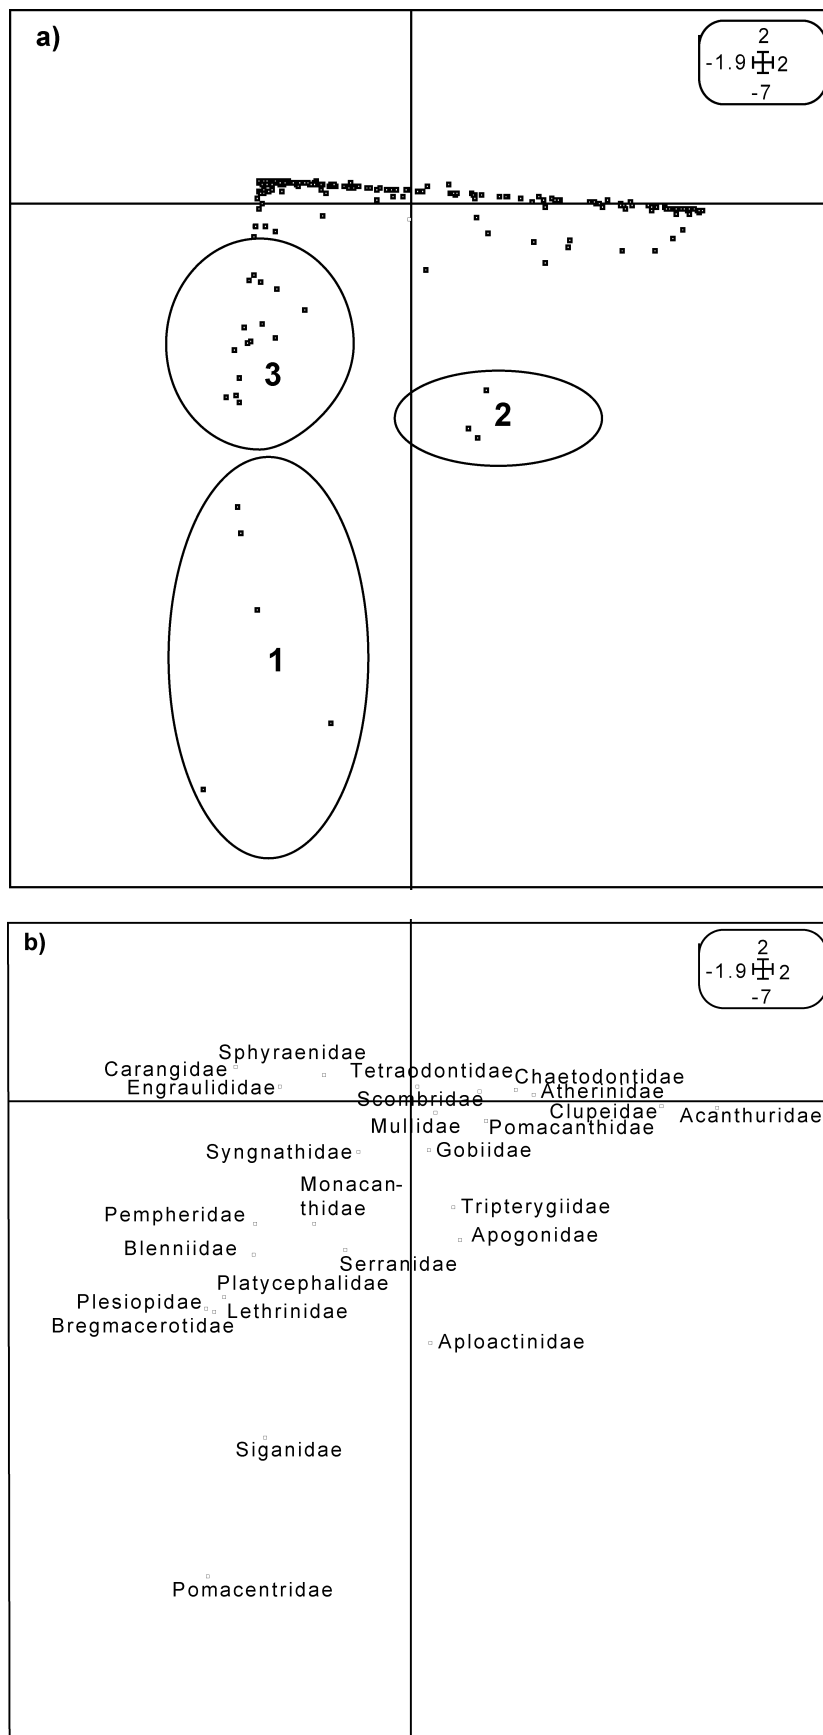 a)
2
-1.9 2
-7
3
2
1
b)
2
-1.9 2
-7
Sphyraenidae
Carangidae
Tetraodontidae
Chaetodontidae
Engraulididae
Atherinidae
Scombridae
Clupeidae
Acanthuridae
Mullidae
Pomacanthidae
Syngnathidae
Gobiidae
Monacan-
thidae
Pempheridae
Tripterygiidae
Blenniidae
Apogonidae
Serranidae
Platycephalidae
Plesiopidae
Lethrinidae
Bregmacerotidae
Aploactinidae
Siganidae
Pomacentridae